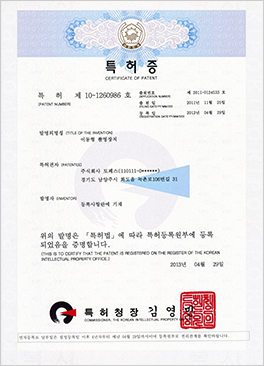 특허증
CERTIFICATE OF PATENT
특 허 제 10-1260986 호
(PATENT NUMBER)
출원번호 제 2011-0124533 호
(APPLICATION NUMBER)
출원일 2011년 11월 25일
(FILING DATE:YY/MM/DD)
등록일 2013년 04월 29일
(REGISTRATION DATE:YY/MM/DD)
발명의명칭 (TITLE OF THE INVENTION)
이동형 촬영장치
특허권자 (PATENTEE)
주식회사 도레스(110111-0******)
경기도 남양주시 화도읍
발명자 (INVENTOR)
등록사항란에 기재
위의 발명은 「특허법」에 따라 특허등록원부에 등록
되었음을 증명합니다.
(THIS IS TO CERTIFY THAT THE PATENT IS REGISTERED ON THE REGISTER OF THE KOREAN
INTELLECTUAL PROPERTY OFFICE.)
2013년 04월 29일
특허청장 김영민
COMMISSIONER, THE KOREAN INTELLECTUAL PROPERTY OFFICE